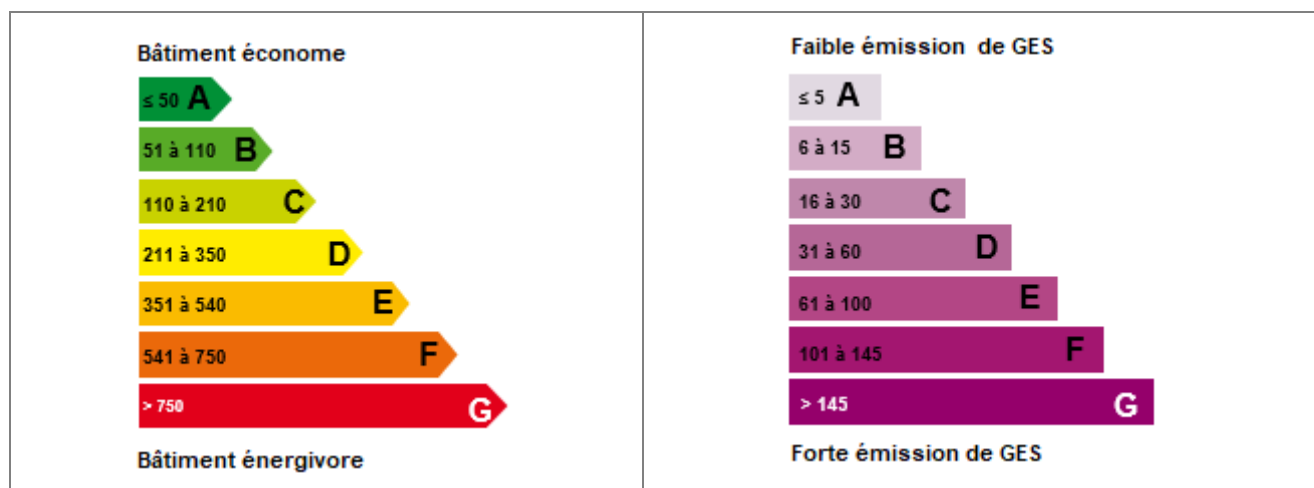 Bâtiment économe
≤ 50 A
51 à 110 B
110 à 210 C
211 à 350 D
351 à 540 E
541 à 750 F
> 750 G
Bâtiment énergivore
Faible émission de GES
≤ 5 A
6 à 15 B
16 à 30 C
31 à 60 D
61 à 100 E
101 à 145 F
> 145 G
Forte émission de GES